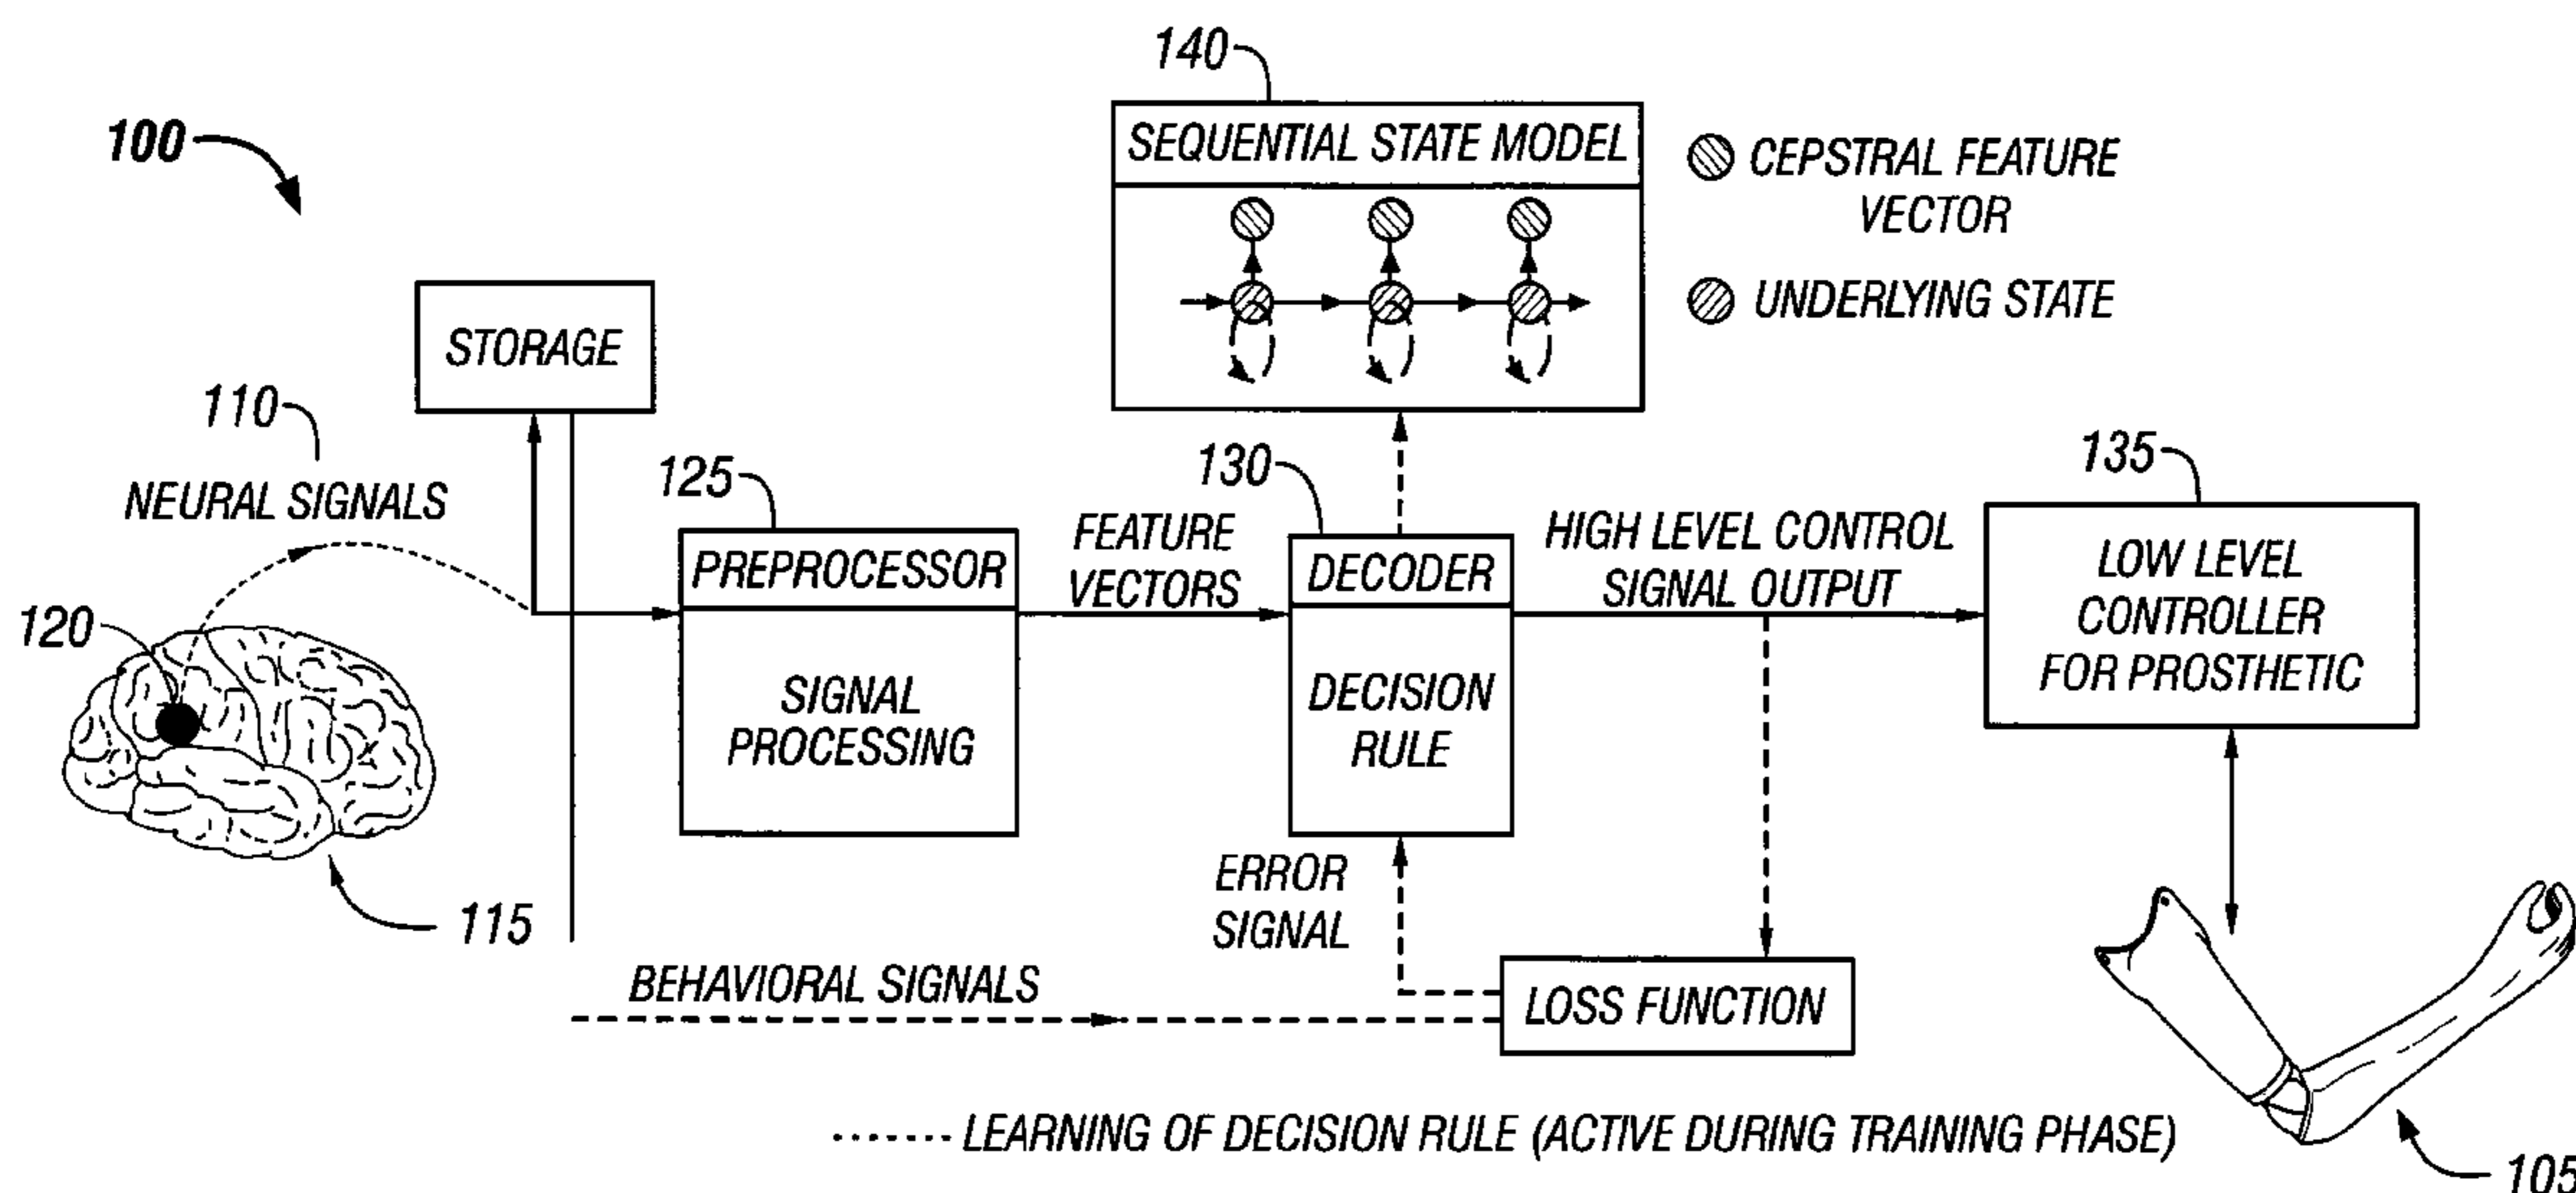 140
100
SEQUENTIAL STATE MODEL
CEPSTRAL FEATURE
VECTOR
UNDERLYING STATE
STORAGE
110
NEURAL SIGNALS
125
PREPROCESSOR
SIGNAL
PROCESSING
FEATURE
VECTORS
130
DECODER
DECISION
RULE
HIGH LEVEL CONTROL
SIGNAL OUTPUT
135
LOW LEVEL
CONTROLLER
FOR PROSTHETIC
120
115
ERROR
SIGNAL
BEHAVIORAL SIGNALS
LOSS FUNCTION
LEARNING OF DECISION RULE (ACTIVE DURING TRAINING PHASE)
105